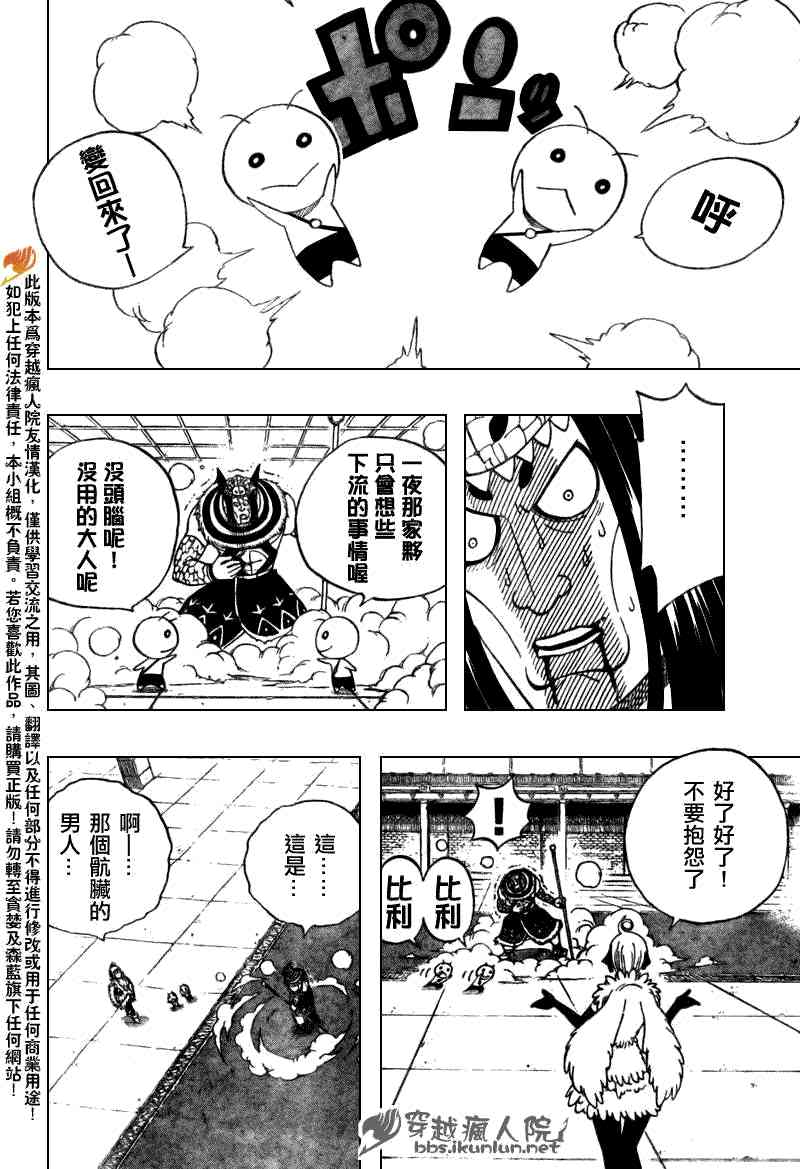 ポムッ
呼
變回來了ー
………
一夜那家夥
只會想些
下流的事情喔
沒頭腦呢！
沒用的大人呢
好了好了！
不要抱怨了
！
比利
比利
這……
這是…
啊ー…
那個骯臟的
男人…
此版本爲穿越瘋人院友情漢化，僅供學習交流之用，其圖、翻譯以及任何部分不得進行修改或用于任何商業用途！
如犯上任何法律責任，本小組概不負責。若您喜歡此作品，請購買正版！請勿轉至貪婪及森藍旗下任何網站！
穿越瘋人院
bbs.ikunlun.net